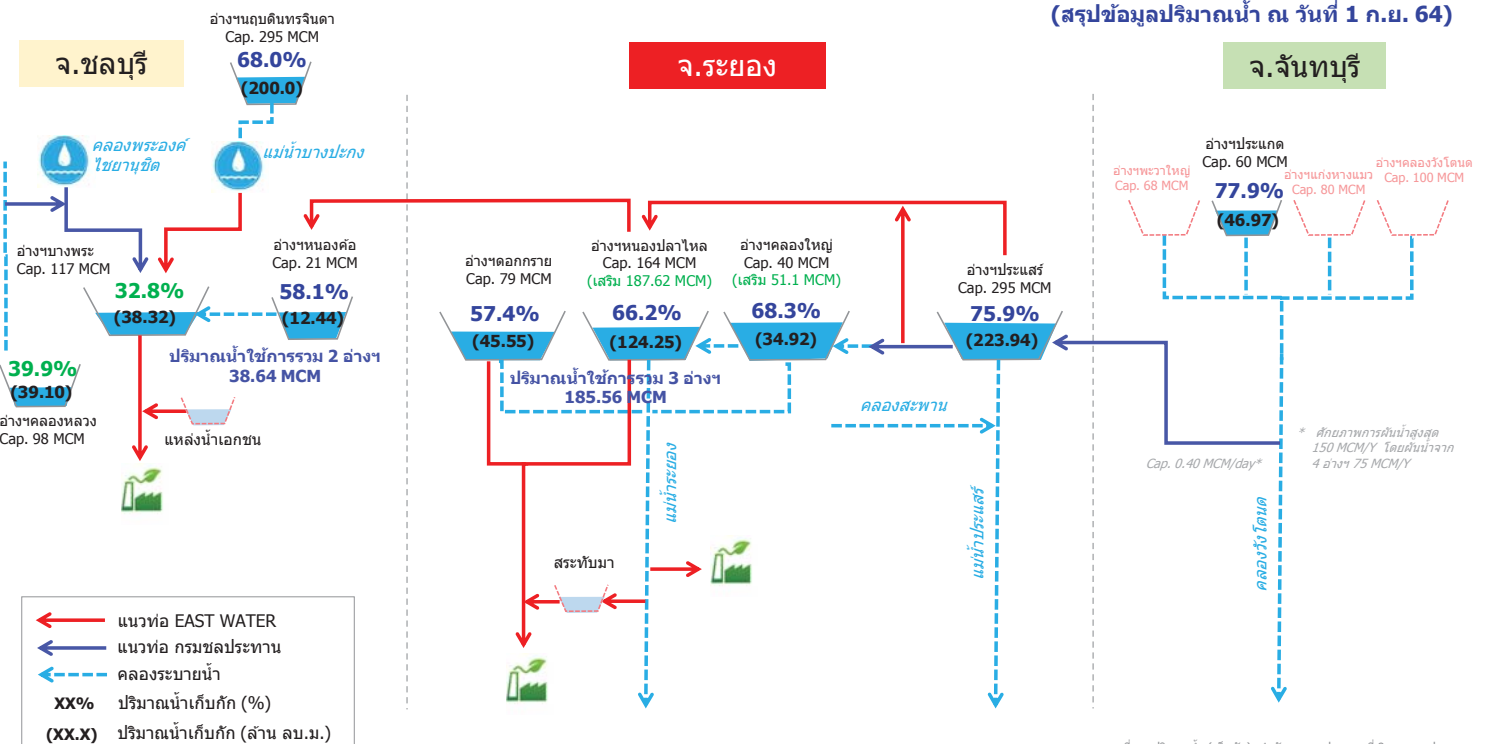 (สรุปข้อมูลปริมาณน้ำ ณ วันที่ 1 ก.ย. 64)
จ.ชลบุรี
จ.ระยอง
จ.จันทบุรี
อ่างฯนฤบดินทรจินดา
Cap. 295 MCM
68.0%
(200.0)
คลองพระองค์
ไชยานุชิต
แม่น้ำบางปะกง
อ่างฯบางพระ
Cap. 117 MCM
32.8%
(38.32)
อ่างฯหนองค้อ
Cap. 21 MCM
58.1%
(12.44)
ปริมาณน้ำใช้การรวม 2 อ่างฯ
38.64 MCM
39.9%
(39.10)
อ่างฯคลองหลวง
Cap. 98 MCM
แหล่งน้ำเอกชน
อ่างฯดอกกราย
Cap. 79 MCM
57.4%
(45.55)
อ่างฯหนองปลาไหล
Cap. 164 MCM
(เสริม 187.62 MCM)
66.2%
(124.25)
อ่างฯคลองใหญ่
Cap. 40 MCM
(เสริม 51.1 MCM)
68.3%
(34.92)
อ่างฯประแสร์
Cap. 295 MCM
75.9%
(223.94)
ปริมาณน้ำใช้การรวม 3 อ่างฯ
185.56 MCM
คลองสะพาน
แม่น้ำระยอง
แม่น้ำประแสร์
สระทับมา
อ่างฯพะวาใหญ่
Cap. 68 MCM
อ่างฯประแกด
Cap. 60 MCM
77.9%
(46.97)
อ่างฯแก่งหางแมว
Cap. 80 MCM
อ่างฯคลองวังโตนด
Cap. 100 MCM
Cap. 0.40 MCM/day*
* ศักยภาพการผันน้ำสูงสุด
150 MCM/Y โดยผันน้ำจาก
4 อ่างฯ 75 MCM/Y
คลองวังโตนด
แนวท่อ EAST WATER
แนวท่อ กรมชลประทาน
คลองระบายน้ำ
XX% ปริมาณน้ำเก็บกัก (%)
(XX.X) ปริมาณน้ำเก็บกัก (ล้าน ลบ.ม.)